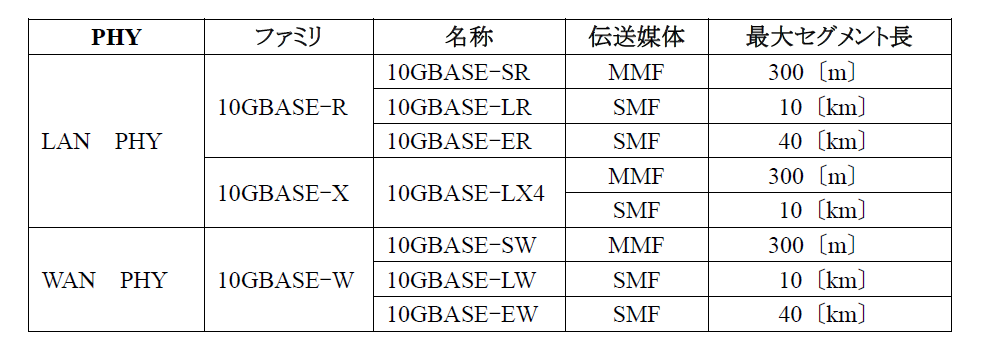 PHY ファミリ 名称 伝送媒体 最大セグメント長
LAN PHY 10GBASE-R 10GBASE-SR MMF 300〔m〕
10GBASE-LR SMF 10〔km〕
10GBASE-ER SMF 40〔km〕
10GBASE-X 10GBASE-LX4 MMF 300〔m〕
SMF 10〔km〕
WAN PHY 10GBASE-W 10GBASE-SW MMF 300〔m〕
10GBASE-LW SMF 10〔km〕
10GBASE-EW SMF 40〔km〕